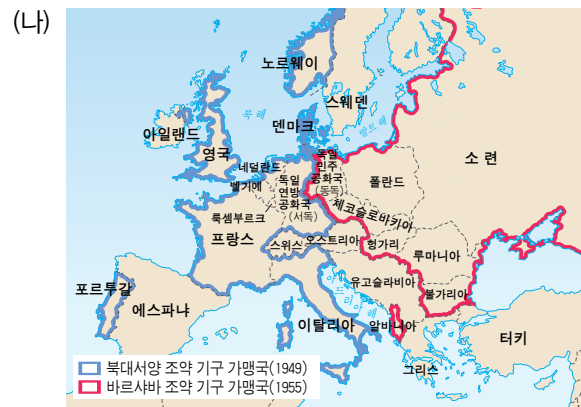 (나)
노르웨이
스웨덴
북해
발트해
덴마크
아일랜드
영국
소 련
네덜란드
벨기에
독일
연방
공화국
(서독)
독일
민주
공화국
(동독)
폴란드
체코슬로바키아
룩셈부르크
프랑스
스위스
오스트리아
헝가리
루마니아
유고슬라비아
불가리아
아드리아해
포르투갈
에스파냐
이탈리아
알바니아
터키
그리스
북대서양 조약 기구 가맹국(1949)
바르샤바 조약 기구 가맹국(1955)